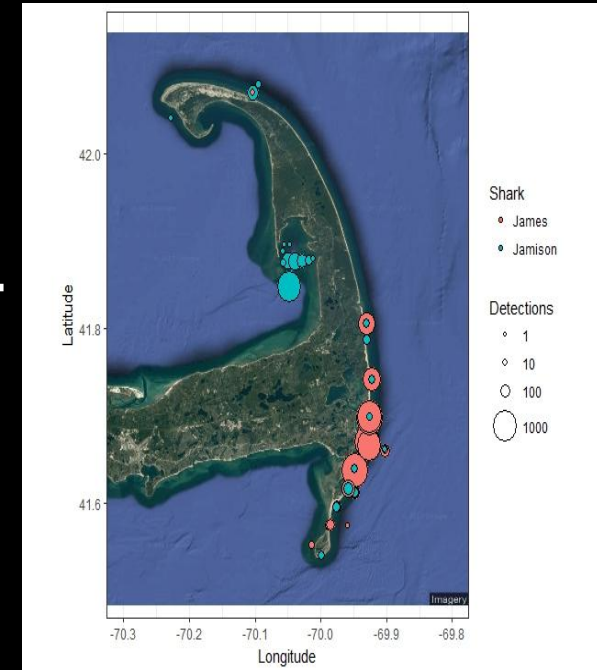 Latitude
42.0
41.8
41.6
-70.3 -70.2 -70.1 -70.0 -69.9 -69.8
Longitude
Imagery
Shark
James
Jamison
Detections
1
10
100
1000